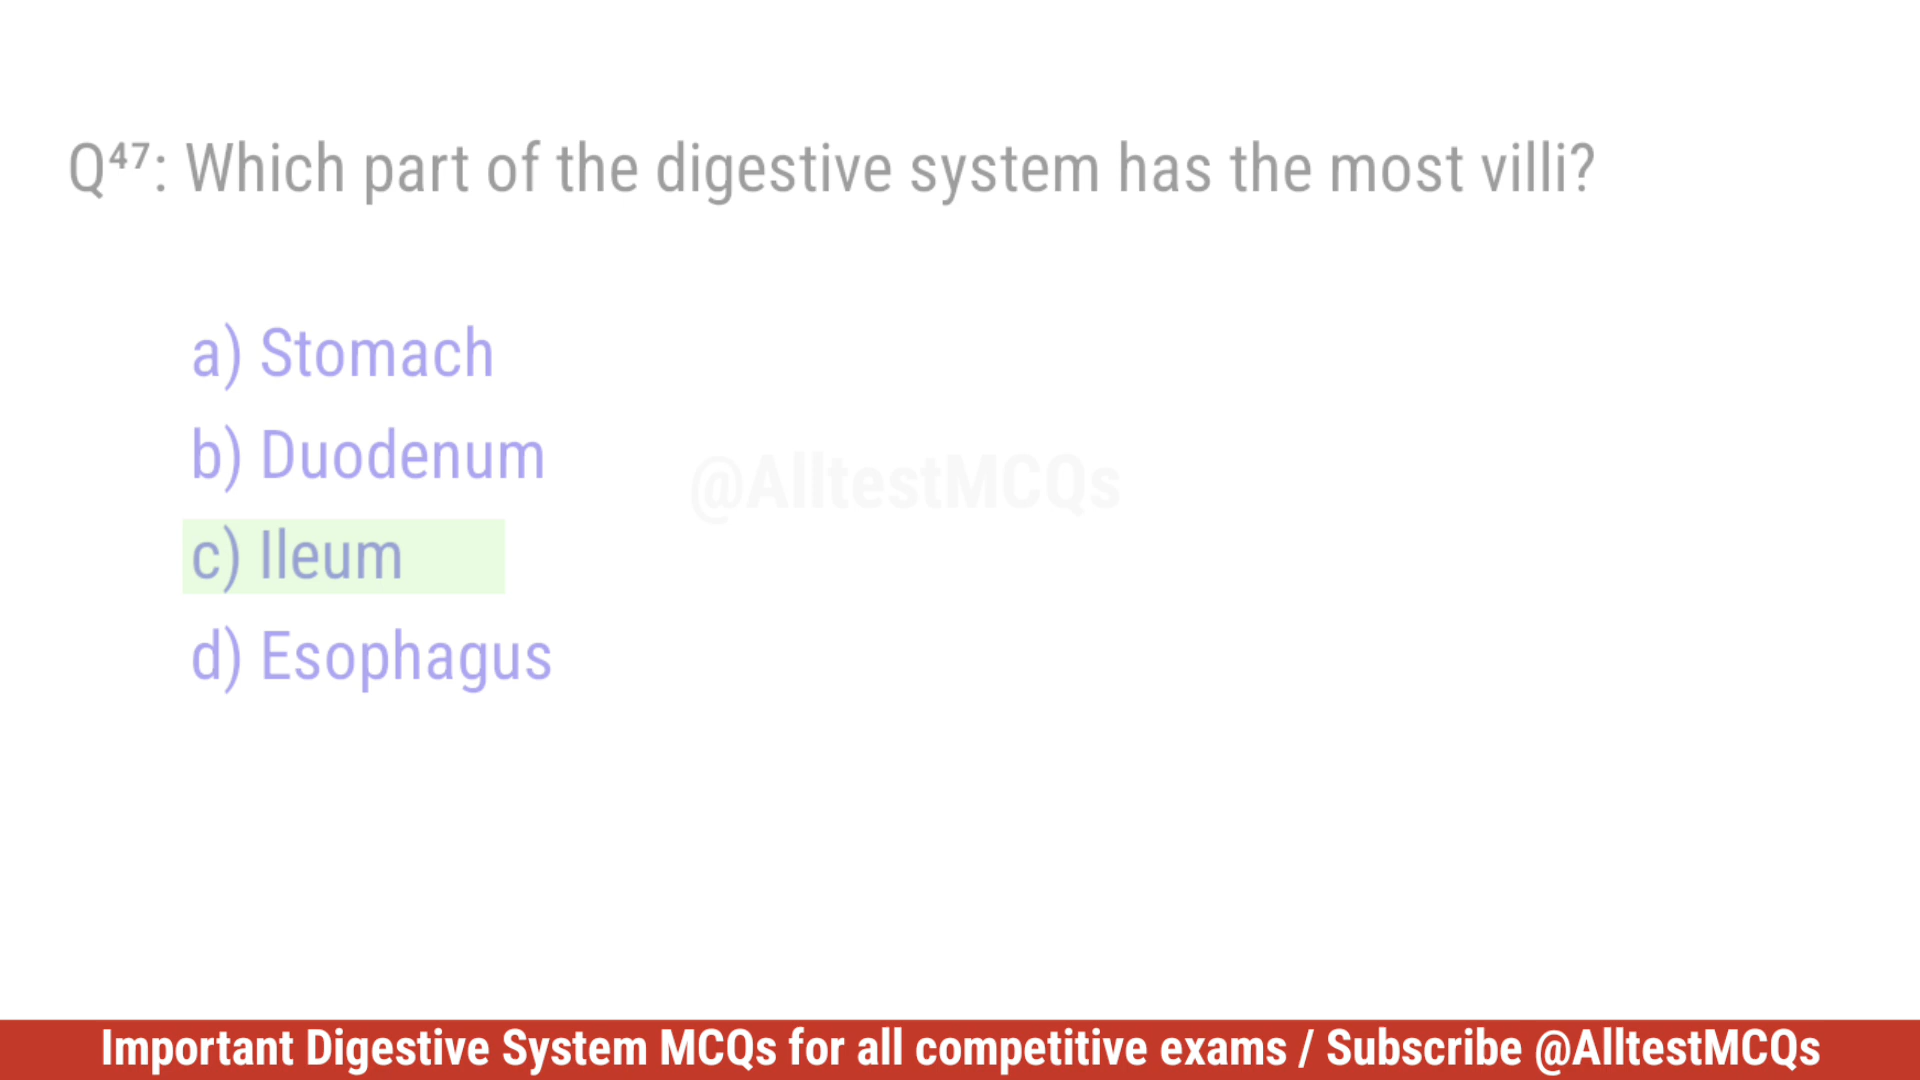 Q⁴⁷: Which part of the digestive system has the most villi?
a) Stomach
b) Duodenum
@AlltestMCQs
c) Ileum
d) Esophagus
Important Digestive System MCQs for all competitive exams / Subscribe @AlltestMCQs